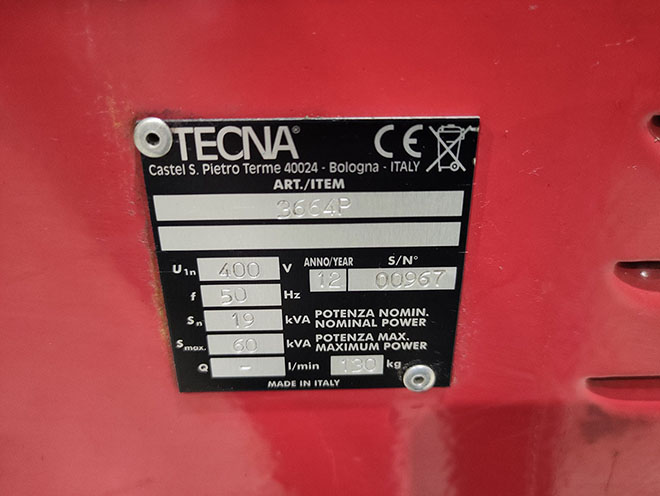 TECNA® CE
Castel S. Pietro Terme 40024 - Bologna - ITALY
ART./ITEM
3664P
ANNO/YEAR S/N°
U1n 400 V 12 00967
f 50 Hz
Sn 19 kVA POTENZA NOMIN. NOMINAL POWER
Smax. 60 kVA POTENZA MAX. MAXIMUM POWER
Q - l/min 130 kg
MADE IN ITALY